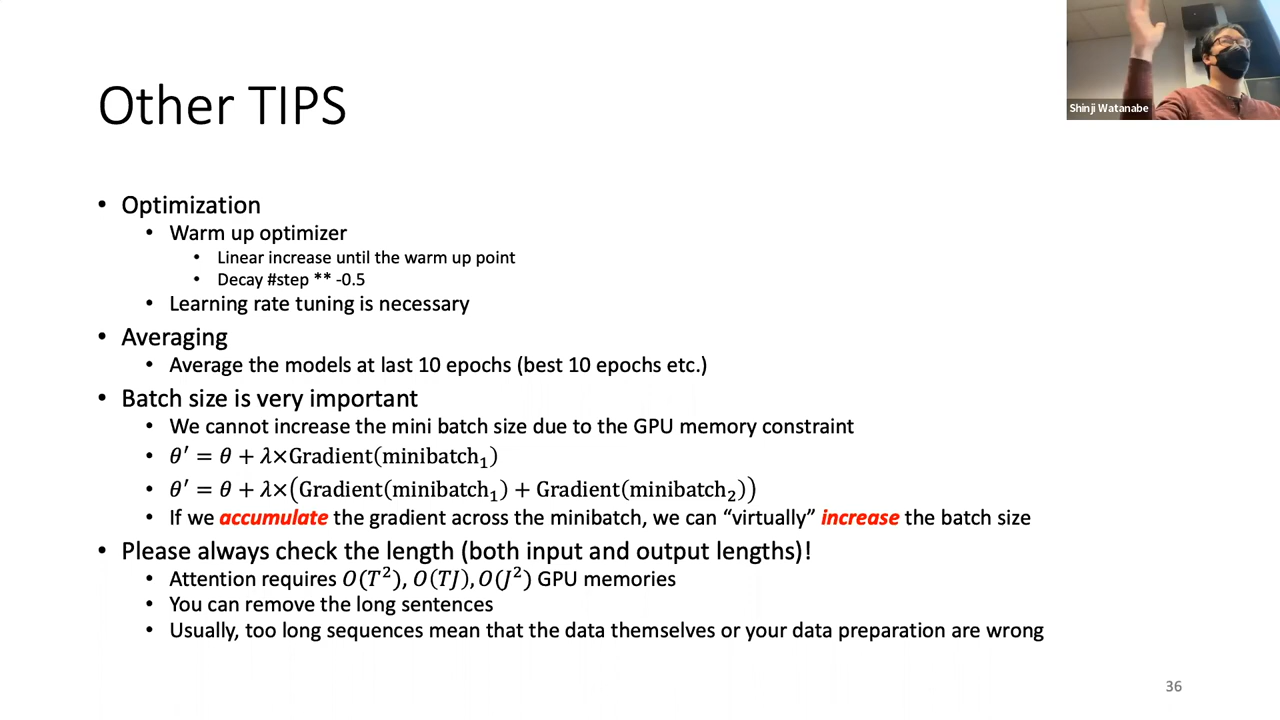 Shinji Watanabe
Other TIPS
• Optimization
• Warm up optimizer
• Linear increase until the warm up point
• Decay #step ** -0.5
• Learning rate tuning is necessary
• Averaging
• Average the models at last 10 epochs (best 10 epochs etc.)
• Batch size is very important
• We cannot increase the mini batch size due to the GPU memory constraint
• 𝜃′ = 𝜃 + 𝜆×Gradient(minibatch₁)
• 𝜃′ = 𝜃 + 𝜆×(Gradient(minibatch₁) + Gradient(minibatch₂))
• If we accumulate the gradient across the minibatch, we can “virtually” increase the batch size
• Please always check the length (both input and output lengths)!
• Attention requires 𝑂(𝑇²), 𝑂(𝑇𝐽), 𝑂(𝐽²) GPU memories
• You can remove the long sentences
• Usually, too long sequences mean that the data themselves or your data preparation are wrong
36